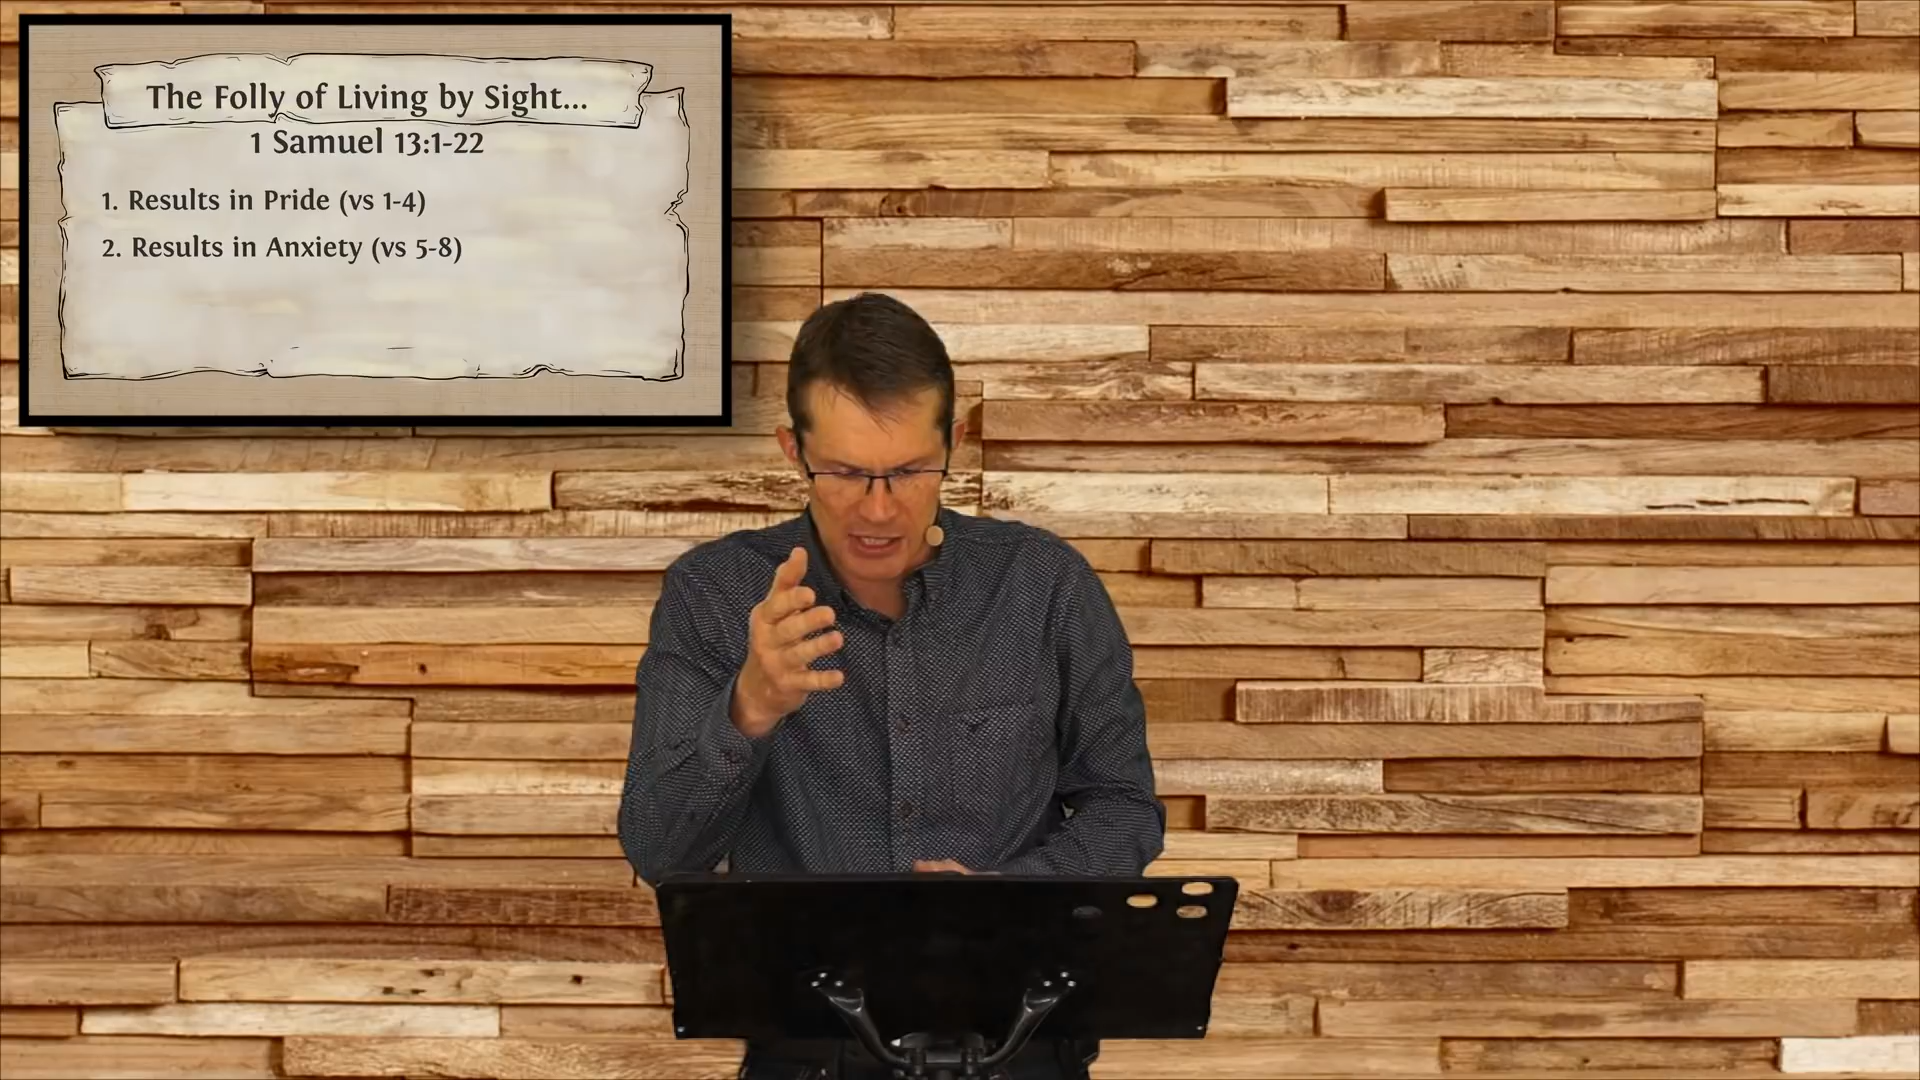 The Folly of Living by Sight...
1 Samuel 13:1-22
1. Results in Pride (vs 1-4)
2. Results in Anxiety (vs 5-8)